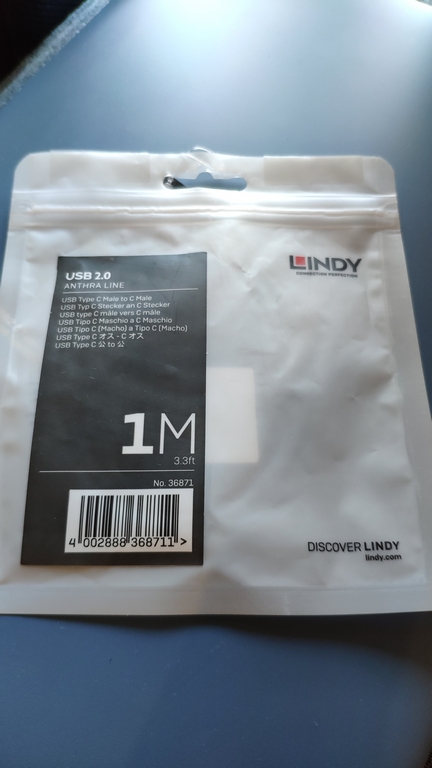 USB 2.0
ANTHRA LINE
USB Type C Male to C Male
USB Typ C Stecker an C Stecker
USB type C mâle vers C mâle
USB Tipo C Maschio a C Maschio
USB Tipo C (Macho) a Tipo C (Macho)
USB Type C オス - C オス
USB Type C 公 to 公
1M
3.3ft
No. 36871
4 002888 368711 >
LINDY
CONNECTION PERFECTION
DISCOVER LINDY
lindy.com